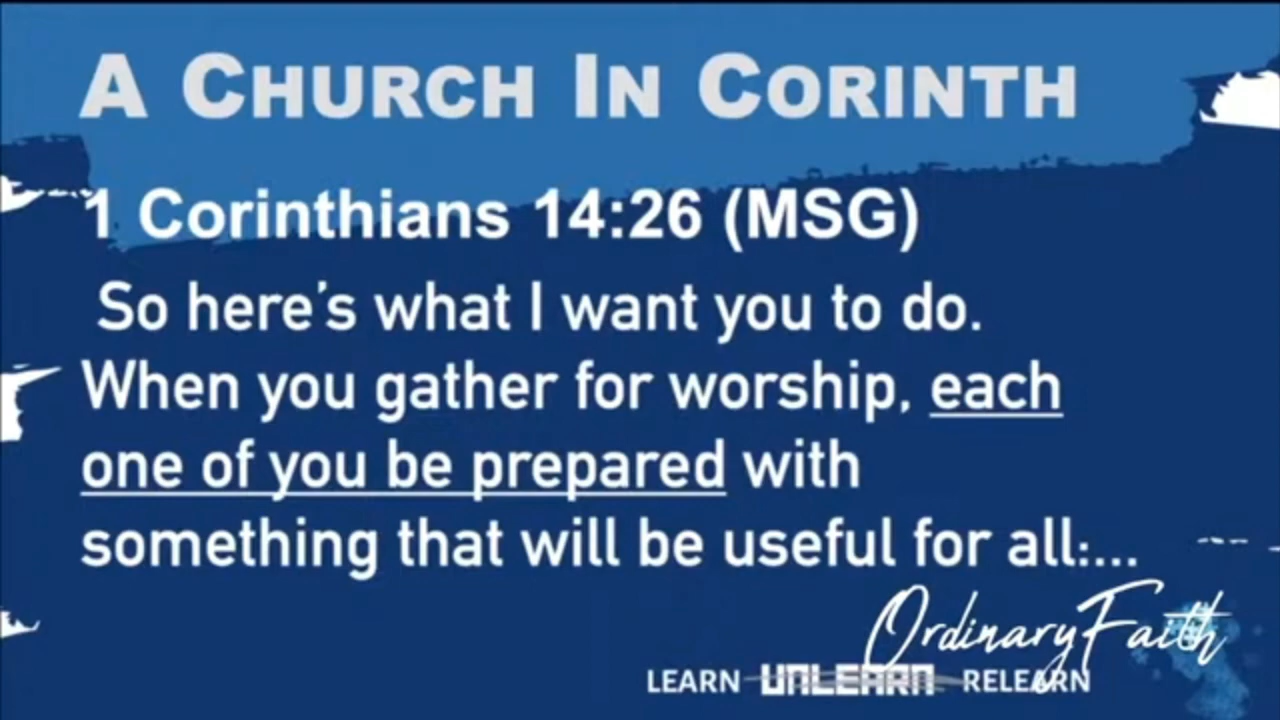 A CHURCH IN CORINTH
1 Corinthians 14:26 (MSG)
So here’s what I want you to do.
When you gather for worship, each
one of you be prepared with
something that will be useful for all:...
OrdinaryFaith
LEARN UNLEARN RELEARN